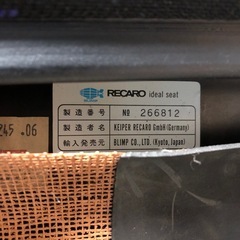 RECARO ideal seat
製造番号 NO 266812
製造者名 KEIPER RECARO GmbH (Germany)
輸入発売元 BLIMP CO., LTD. (Kyoto, Japan)
245 .06